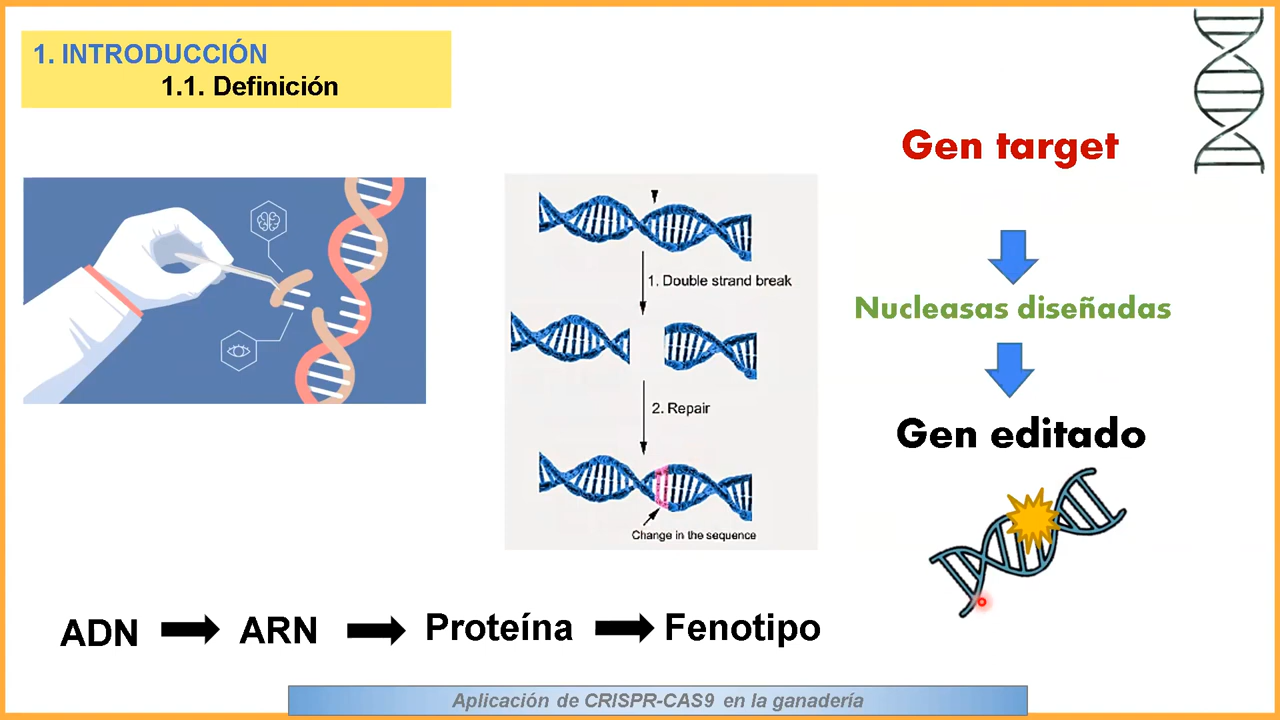 1. INTRODUCCIÓN
1.1. Definición
Gen target
Nucleasas diseñadas
Gen editado
1. Double strand break
2. Repair
Change in the sequence
ADN ARN Proteína Fenotipo
Aplicación de CRISPR-CAS9 en la ganadería